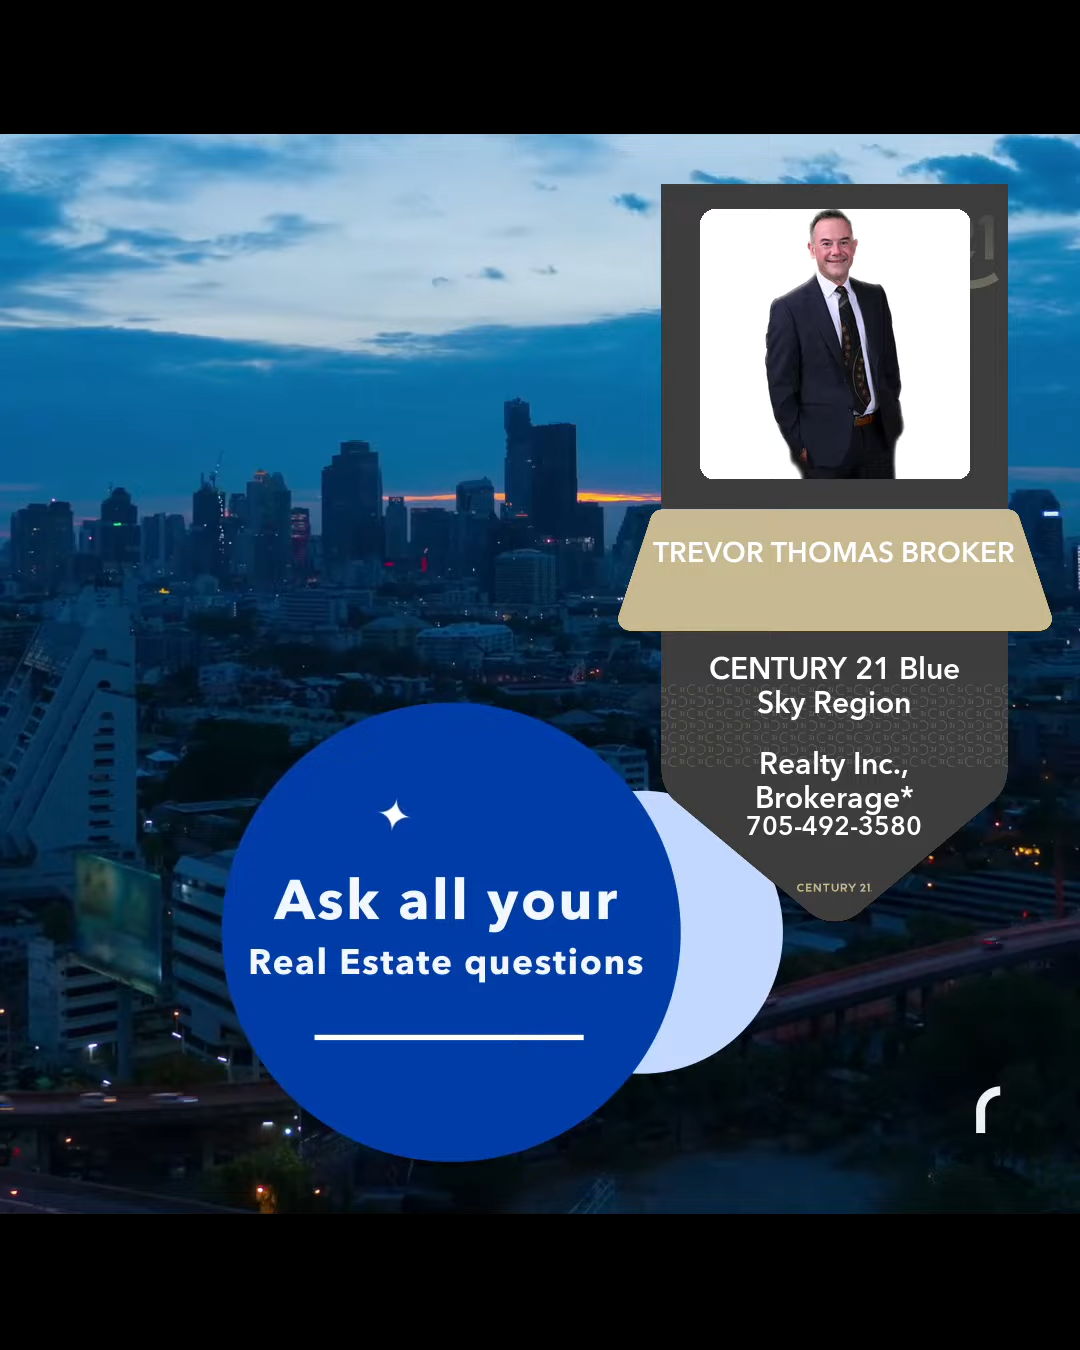 21
TREVOR THOMAS BROKER
CENTURY 21 Blue
Sky Region
Realty Inc.,
Brokerage*
705-492-3580
CENTURY 21.
Ask all your
Real Estate questions